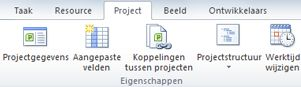 Taak Resource Project Beeld Ontwikkelaars
Projectgegevens Aangepaste velden Koppelingen tussen projecten Projectstructuur Werktijd wijzigen
Eigenschappen